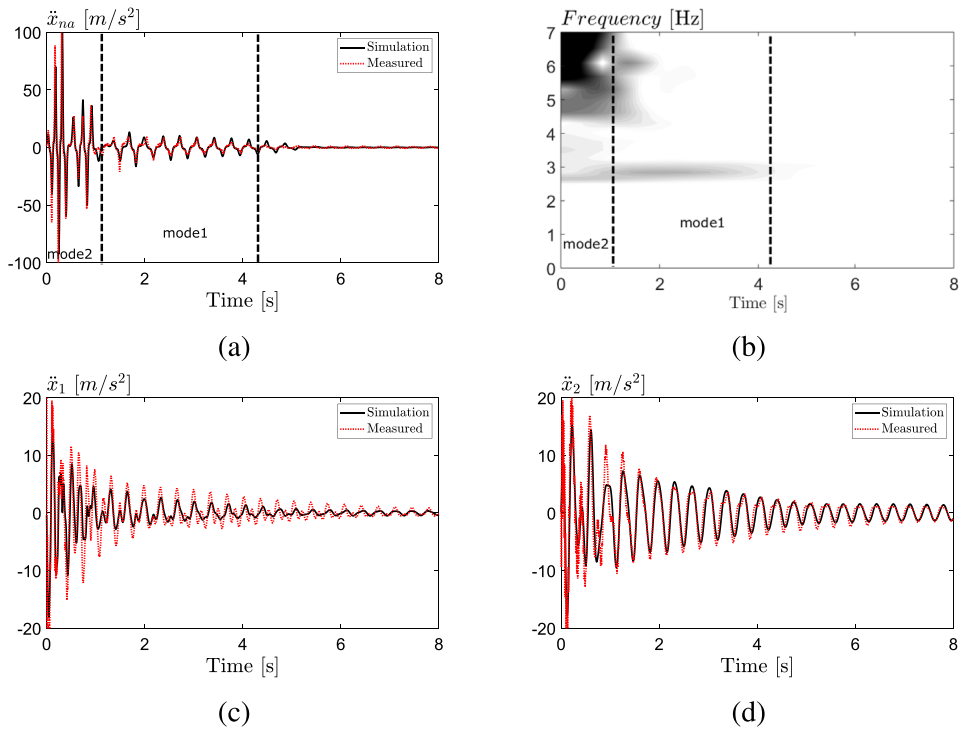 ẍ_na [m/s²]
100
50
0
-50
-100
Simulation
Measured
mode2
mode1
0 2 4 6 8
Time [s]
(a)
Frequency [Hz]
7
6
5
4
3
2
1
0
mode2
mode1
0 2 4 6 8
Time [s]
(b)
ẍ_1 [m/s²]
20
10
0
-10
-20
Simulation
Measured
0 2 4 6 8
Time [s]
(c)
ẍ_2 [m/s²]
20
10
0
-10
-20
Simulation
Measured
0 2 4 6 8
Time [s]
(d)